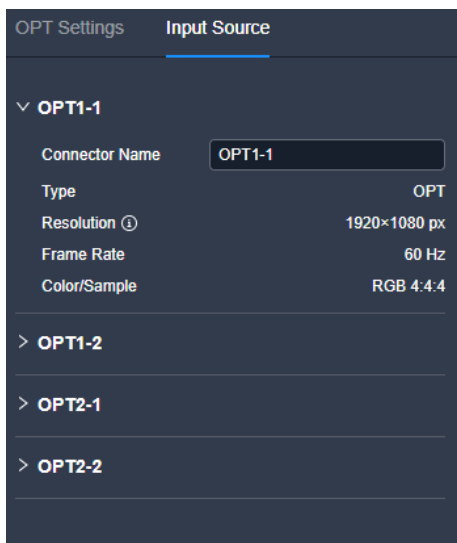 OPT Settings Input Source
OPT1-1
Connector Name OPT1-1
Type OPT
Resolution 1920×1080 px
Frame Rate 60 Hz
Color/Sample RGB 4:4:4
OPT1-2
OPT2-1
OPT2-2